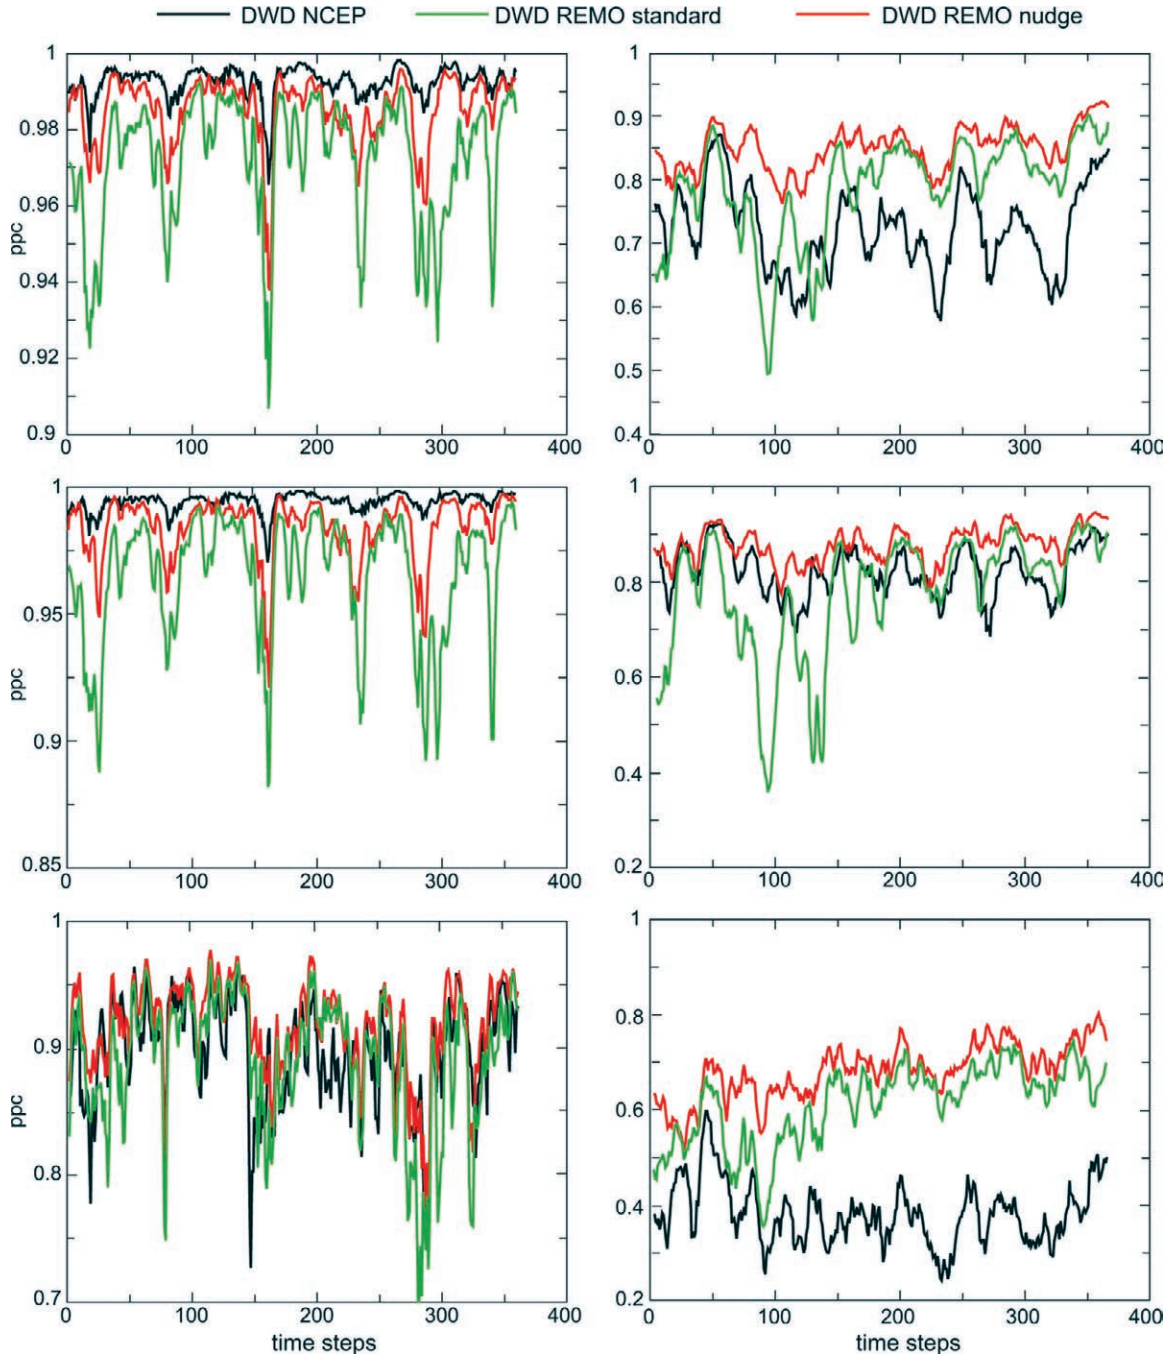 DWD NCEP DWD REMO standard DWD REMO nudge
1 1
0.98 0.9
0.96 0.8
ppc 0.7
0.94 0.6
0.92 0.5
0.9 0.4
0 100 200 300 400 0 100 200 300 400
1 1
0.95 0.8
ppc 0.6
0.9 0.4
0.85 0.2
0 100 200 300 400 0 100 200 300 400
1 1
0.9 0.8
ppc 0.6
0.8 0.4
0.7 0.2
0 100 200 300 400 0 100 200 300 400
time steps time steps